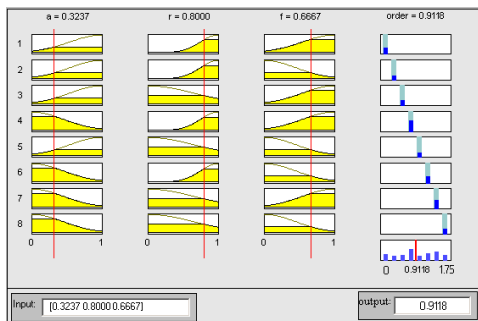 a = 0.3237 r = 0.8000 f = 0.6667 order = 0.9118
1
2
3
4
5
6
7
8
0 1 0 1 0 1
0 0.9118 1.75
Input: [0.3237 0.8000 0.6667] output: 0.9118